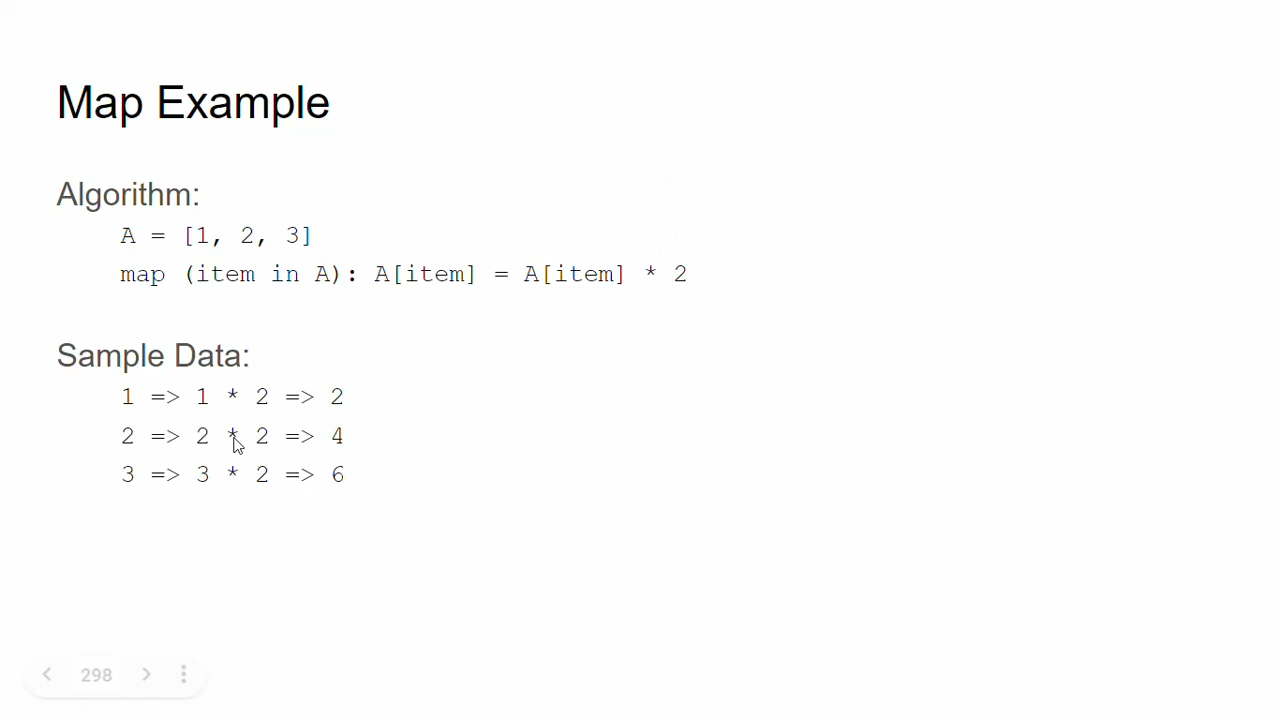 Map Example
Algorithm:
A = [1, 2, 3]
map (item in A): A[item] = A[item] * 2
Sample Data:
1 => 1 * 2 => 2
2 => 2 * 2 => 4
3 => 3 * 2 => 6
298